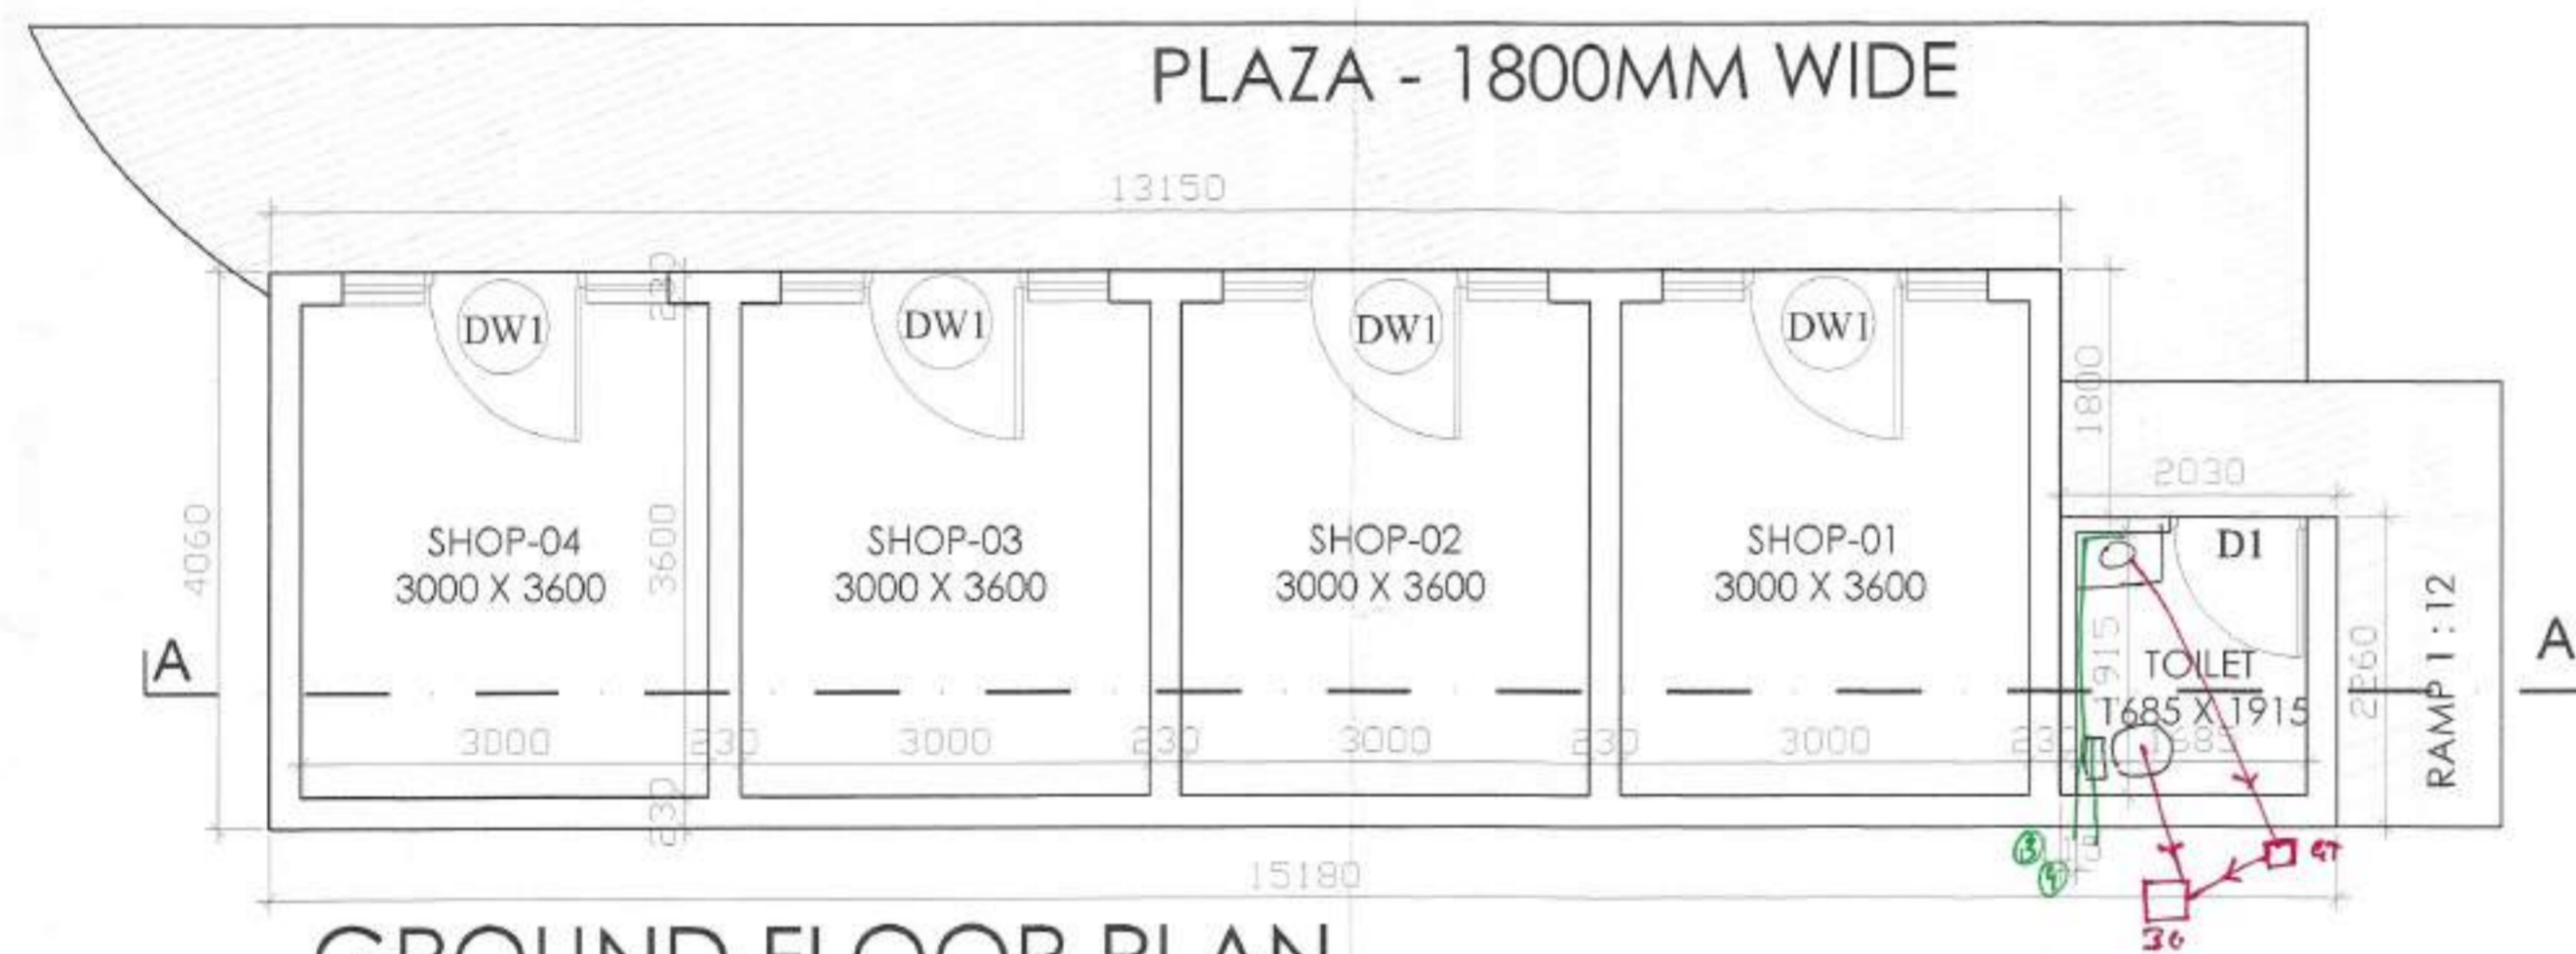 PLAZA - 1800MM WIDE
13150
230
DW1
DW1
DW1
DW1
1800
2030
4060
3600
SHOP-04
3000 X 3600
SHOP-03
3000 X 3600
SHOP-02
3000 X 3600
SHOP-01
3000 X 3600
D1
1915
TOILET
1685 X 1915
2260
RAMP 1 : 12
A
A
3000
230
3000
230
3000
230
3000
230
1685
230
15180
GT
GROUND FLOOR PLAN